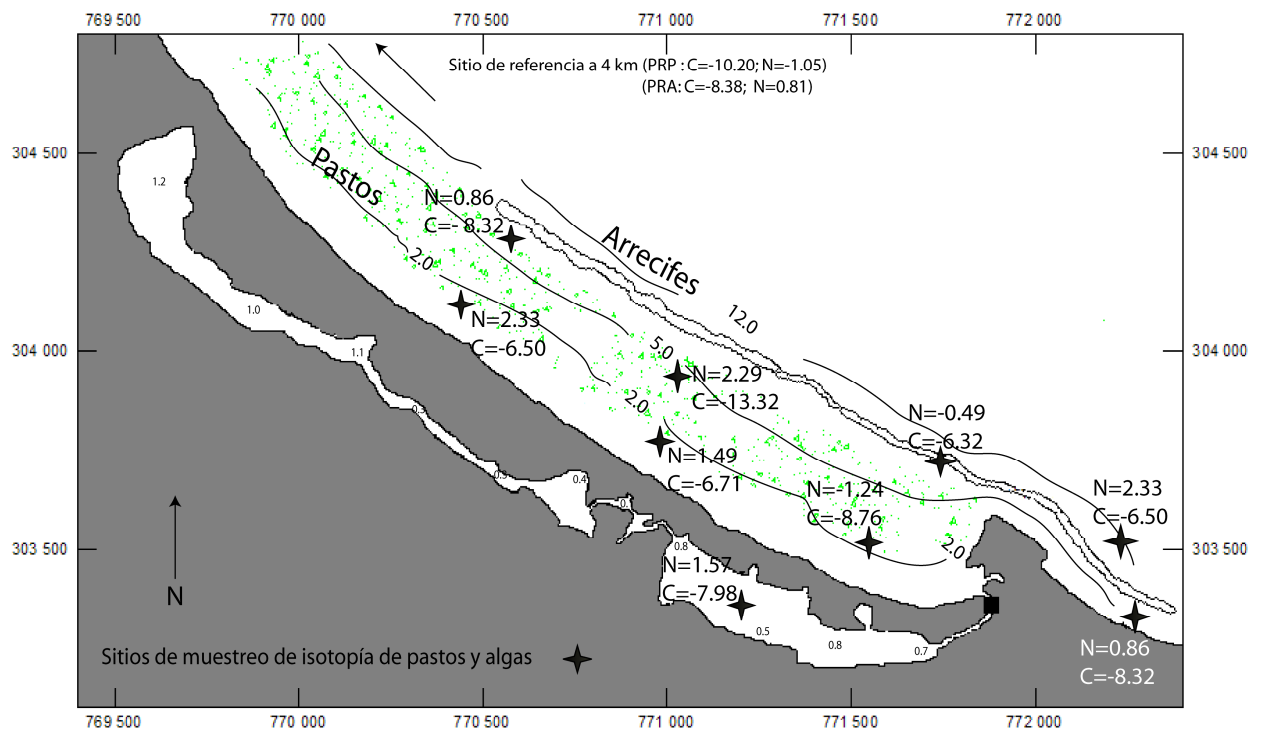 769 500 770 000 770 500 771 000 771 500 772 000
Sitio de referencia a 4 km (PRP : C=-10.20; N=-1.05)
(PRA: C=-8.38; N=0.81)
304 500 304 500
Pastos
1.2
N=0.86
C=- 8.32
Arrecifes
2.0
12.0
1.0
N=2.33
C=-6.50
304 000 304 000
1.1
5.0
N=2.29
C=-13.32
2.0
0.3
N=-0.49
C=-6.32
N=1.49
C=-6.71
0.4
N=-1.24
C=-8.76
N=2.33
C=-6.50
303 500 303 500
0.8
2.0
N=1.57
C=-7.98
N
0.5
0.8
0.7
N=0.86
C=-8.32
Sitios de muestreo de isotopía de pastos y algas
769 500 770 000 770 500 771 000 771 500 772 000